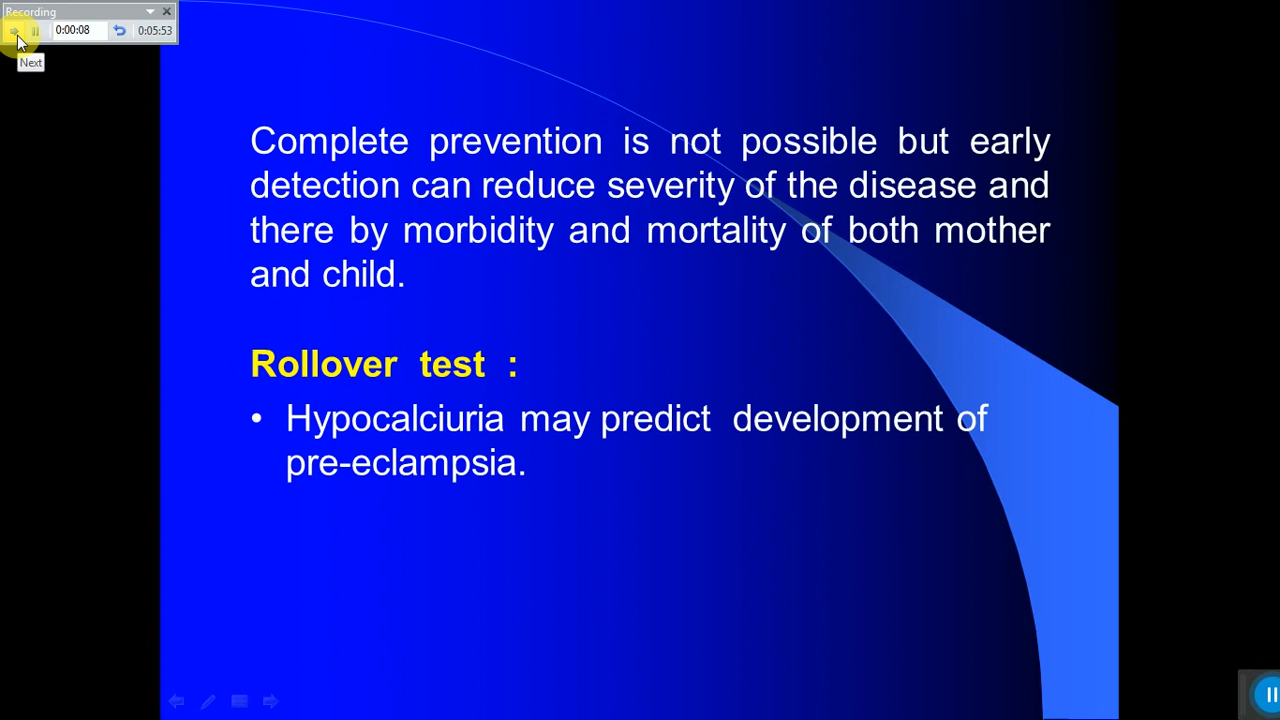 Recording
0:00:08 0:05:53
Next
Complete prevention is not possible but early
detection can reduce severity of the disease and
there by morbidity and mortality of both mother
and child.
Rollover test :
• Hypocalciuria may predict development of
pre-eclampsia.